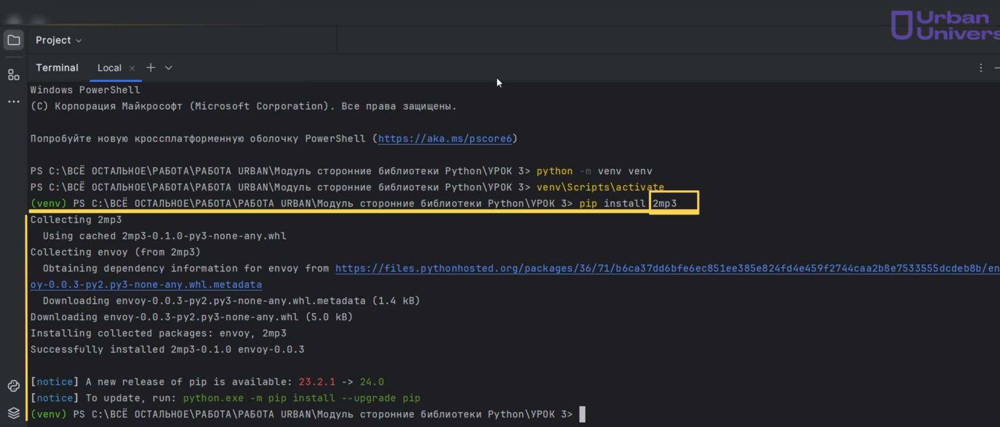 Urban
Univers
Project
Terminal Local × +
Windows PowerShell
(C) Корпорация Майкрософт (Microsoft Corporation). Все права защищены.
Попробуйте новую кроссплатформенную оболочку PowerShell (https://aka.ms/pscore6)
PS C:\ВСЁ ОСТАЛЬНОЕ\РАБОТА\РАБОТА URBAN\Модуль сторонние библиотеки Python\УРОК 3> python -m venv venv
PS C:\ВСЁ ОСТАЛЬНОЕ\РАБОТА\РАБОТА URBAN\Модуль сторонние библиотеки Python\УРОК 3> venv\Scripts\activate
(venv) PS C:\ВСЁ ОСТАЛЬНОЕ\РАБОТА\РАБОТА URBAN\Модуль сторонние библиотеки Python\УРОК 3> pip install 2mp3
Collecting 2mp3
Using cached 2mp3-0.1.0-py3-none-any.whl
Collecting envoy (from 2mp3)
Obtaining dependency information for envoy from https://files.pythonhosted.org/packages/36/71/b6ca37dd6bfe6ec851ee385e824fd4e459f2744caa2b8e7533555dcdeb8b/en
oy-0.0.3-py2.py3-none-any.whl.metadata
Downloading envoy-0.0.3-py2.py3-none-any.whl.metadata (1.4 kB)
Downloading envoy-0.0.3-py2.py3-none-any.whl (5.0 kB)
Installing collected packages: envoy, 2mp3
Successfully installed 2mp3-0.1.0 envoy-0.0.3
[notice] A new release of pip is available: 23.2.1 -> 24.0
[notice] To update, run: python.exe -m pip install --upgrade pip
(venv) PS C:\ВСЁ ОСТАЛЬНОЕ\РАБОТА\РАБОТА URBAN\Модуль сторонние библиотеки Python\УРОК 3>